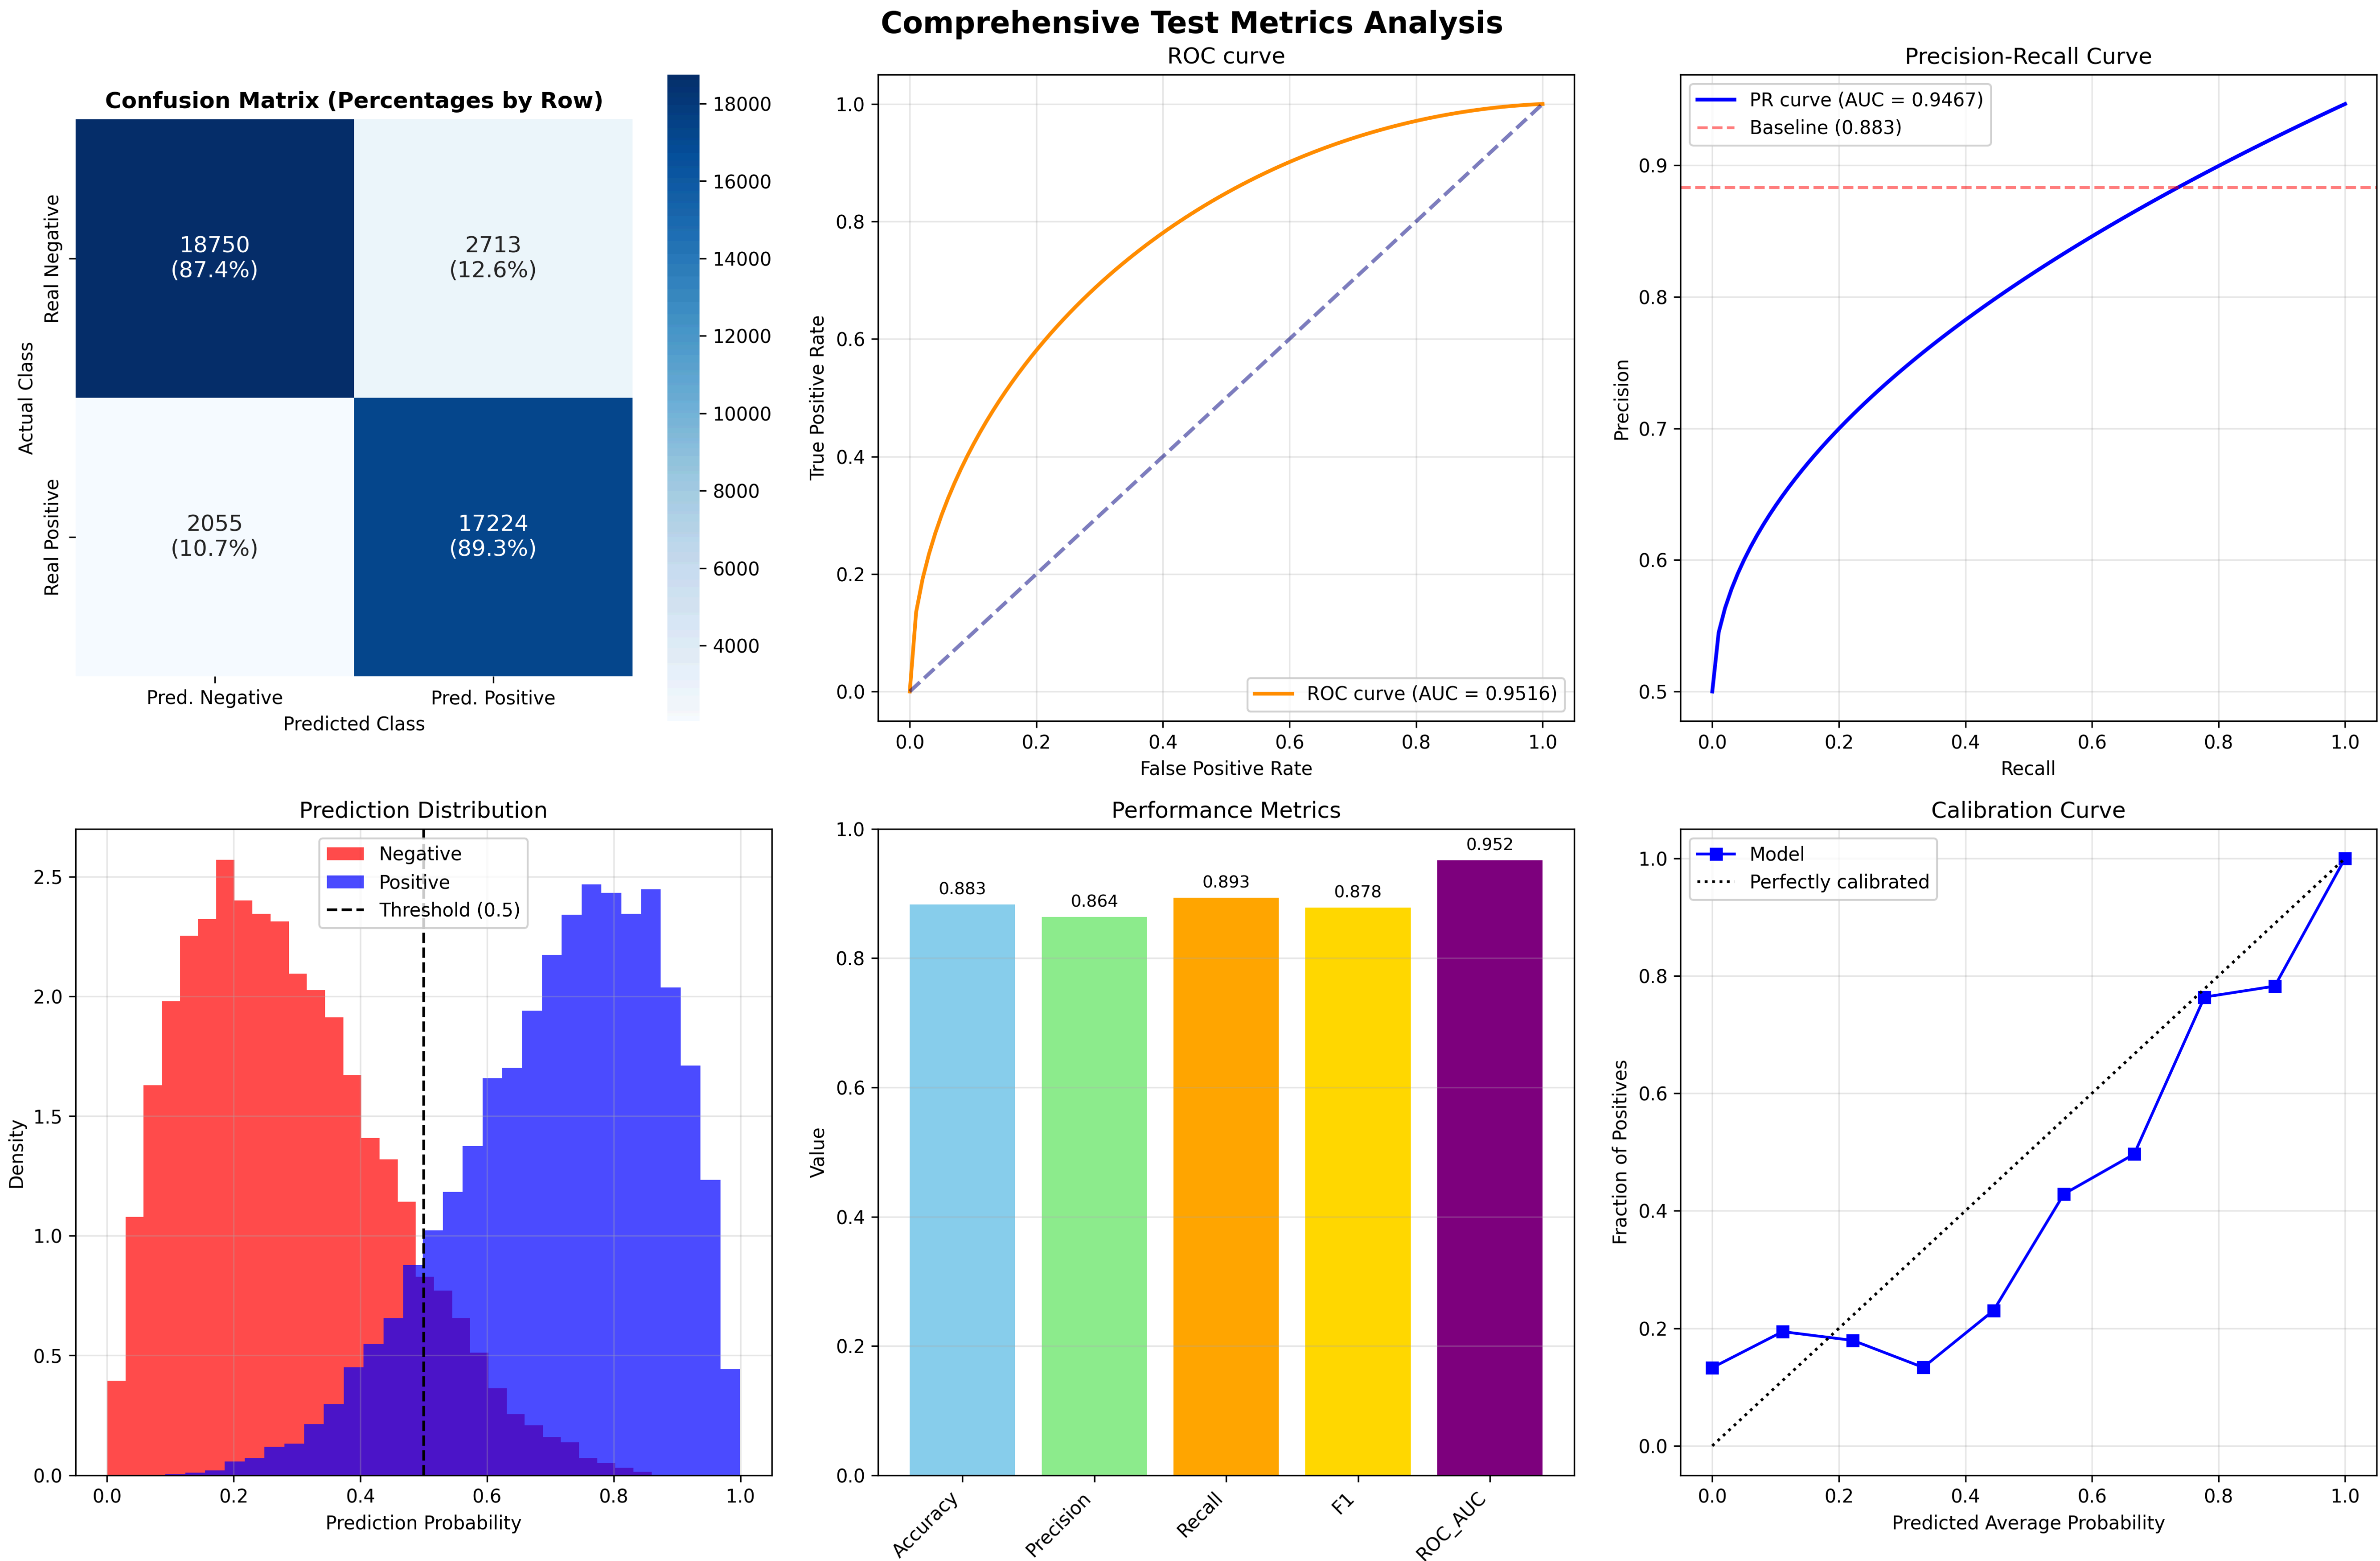 Comprehensive Test Metrics Analysis
Confusion Matrix (Percentages by Row)
Actual Class
Real Negative
Real Positive
18750
(87.4%)
2713
(12.6%)
2055
(10.7%)
17224
(89.3%)
Pred. Negative
Pred. Positive
Predicted Class
18000
16000
14000
12000
10000
8000
6000
4000
ROC curve
True Positive Rate
1.0
0.8
0.6
0.4
0.2
0.0
ROC curve (AUC = 0.9516)
0.0 0.2 0.4 0.6 0.8 1.0
False Positive Rate
Precision-Recall Curve
PR curve (AUC = 0.9467)
Baseline (0.883)
Precision
0.9
0.8
0.7
0.6
0.5
0.0 0.2 0.4 0.6 0.8 1.0
Recall
Prediction Distribution
Negative
Positive
Threshold (0.5)
Density
2.5
2.0
1.5
1.0
0.5
0.0
0.0 0.2 0.4 0.6 0.8 1.0
Prediction Probability
Performance Metrics
Value
1.0
0.8
0.6
0.4
0.2
0.0
0.883
0.864
0.893
0.878
0.952
Accuracy
Precision
Recall
F1
ROC_AUC
Calibration Curve
Model
Perfectly calibrated
Fraction of Positives
1.0
0.8
0.6
0.4
0.2
0.0
0.0 0.2 0.4 0.6 0.8 1.0
Predicted Average Probability